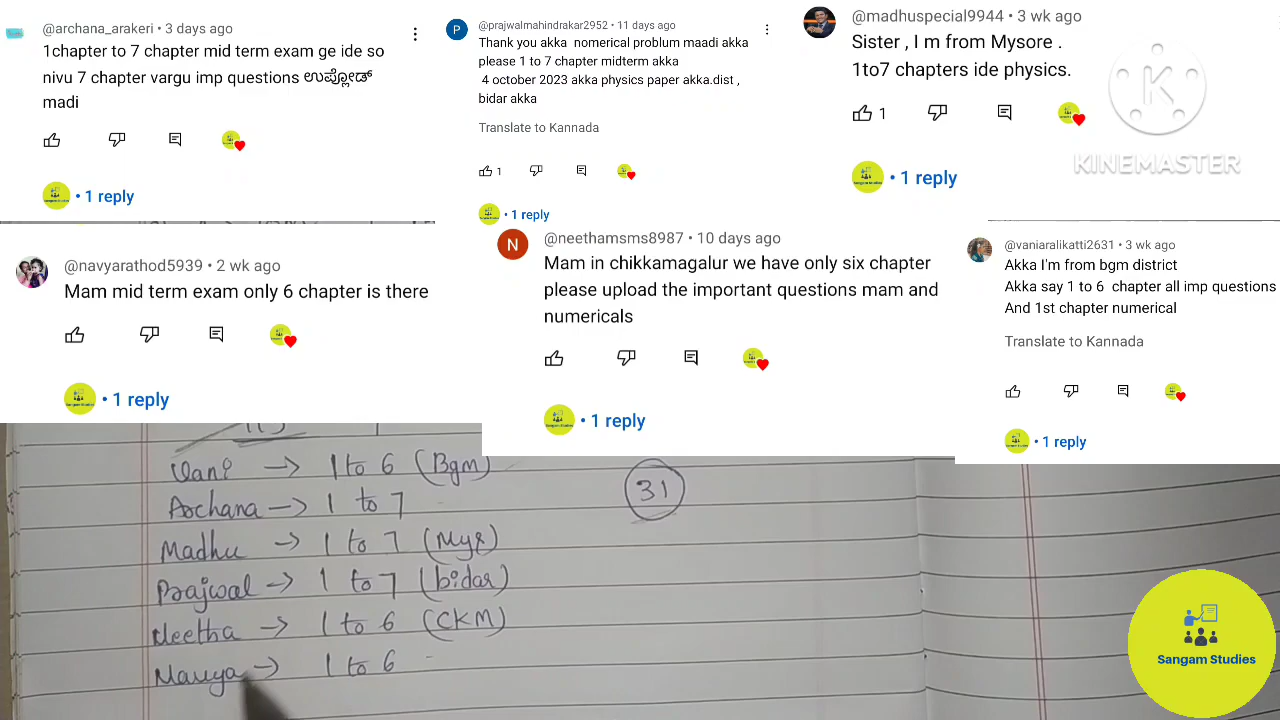 @archana_
akeri • 3 days ago
1chapter to 7 chapter mid term exam ge ide so
nivu 7 chapter vargu imp questions ಉಪ್ಲೋಡ್
madi
• 1 reply
P
@prajwalmahindrakar2952 • 11 days ago
Thank you akka nomerical problum maadi akka
please 1 to 7 chapter midterm akka
4 october 2023 akka physics paper akka.dist ,
bidar akka
Translate to Kannada
1
• 1 reply
@madhuspecial9944 • 3 wk ago
Sister , I m from Mysore .
1to7 chapters ide physics.
1
• 1 reply
K
KINEMASTER
@navyarathod5939 • 2 wk ago
Mam mid term exam only 6 chapter is there
• 1 reply
N
@neethamsms8987 • 10 days ago
Mam in chikkamagalur we have only six chapter
please upload the important questions mam and
numericals
• 1 reply
@vaniaralikatti2631 • 3 wk ago
Akka I'm from bgm district
Akka say 1 to 6 chapter all imp questions
And 1st chapter numerical
Translate to Kannada
• 1 reply
Vani → 1 to 6 (Bgm)
Archana → 1 to 7
Madhu → 1 to 7 (Mys)
Prajwal → 1 to 7 (bidar)
Neetha → 1 to 6 (CKM)
Navya → 1 to 6
31
Sangam Studies